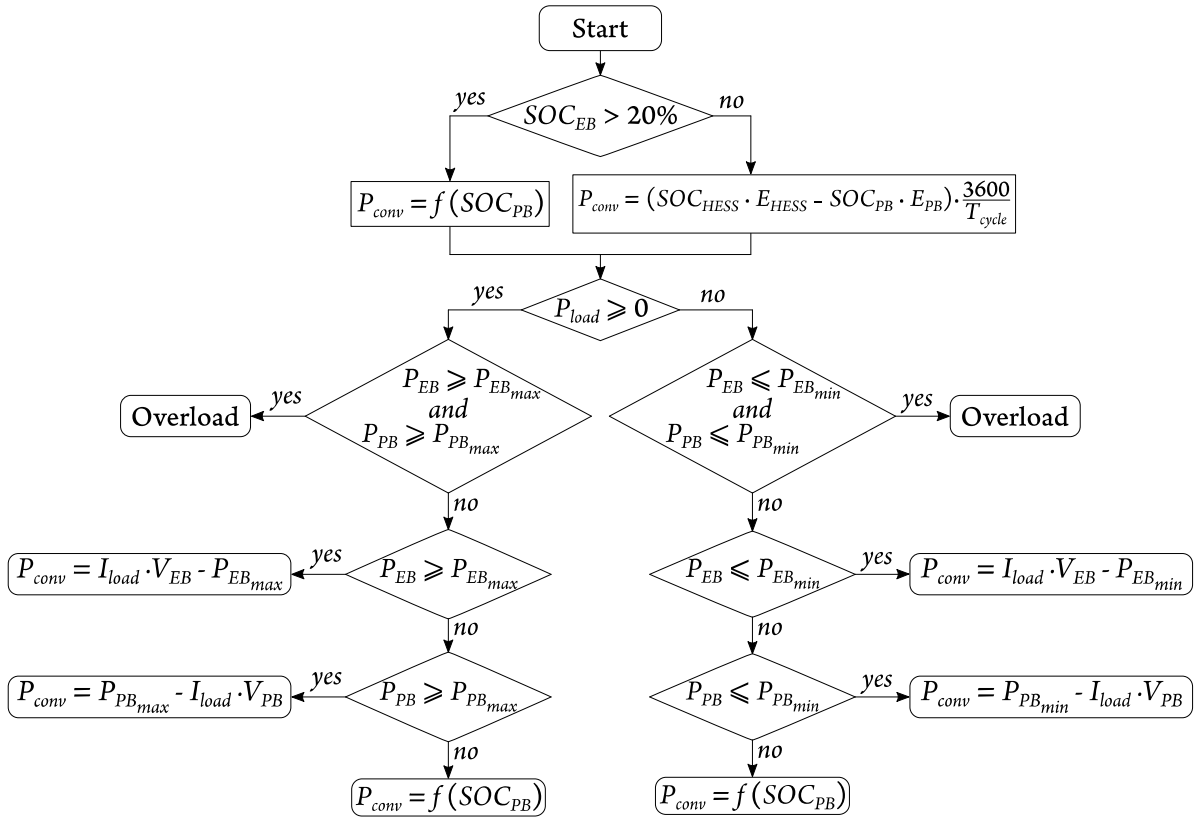 Start
yes
no
SOC_EB > 20%
P_conv = f (SOC_PB)
P_conv = (SOC_HESS · E_HESS - SOC_PB · E_PB) · 3600/T_cycle
yes
no
P_load ⩾ 0
P_EB ⩾ P_EB_max
and
P_PB ⩾ P_PB_max
P_EB ⩽ P_EB_min
and
P_PB ⩽ P_PB_min
yes
Overload
yes
Overload
no
no
yes
P_conv = I_load·V_EB - P_EB_max
P_EB ⩾ P_EB_max
P_EB ⩽ P_EB_min
yes
P_conv = I_load·V_EB - P_EB_min
no
no
yes
P_conv = P_PB_max - I_load·V_PB
P_PB ⩾ P_PB_max
P_PB ⩽ P_PB_min
yes
P_conv = P_PB_min - I_load·V_PB
no
no
P_conv = f (SOC_PB)
P_conv = f (SOC_PB)